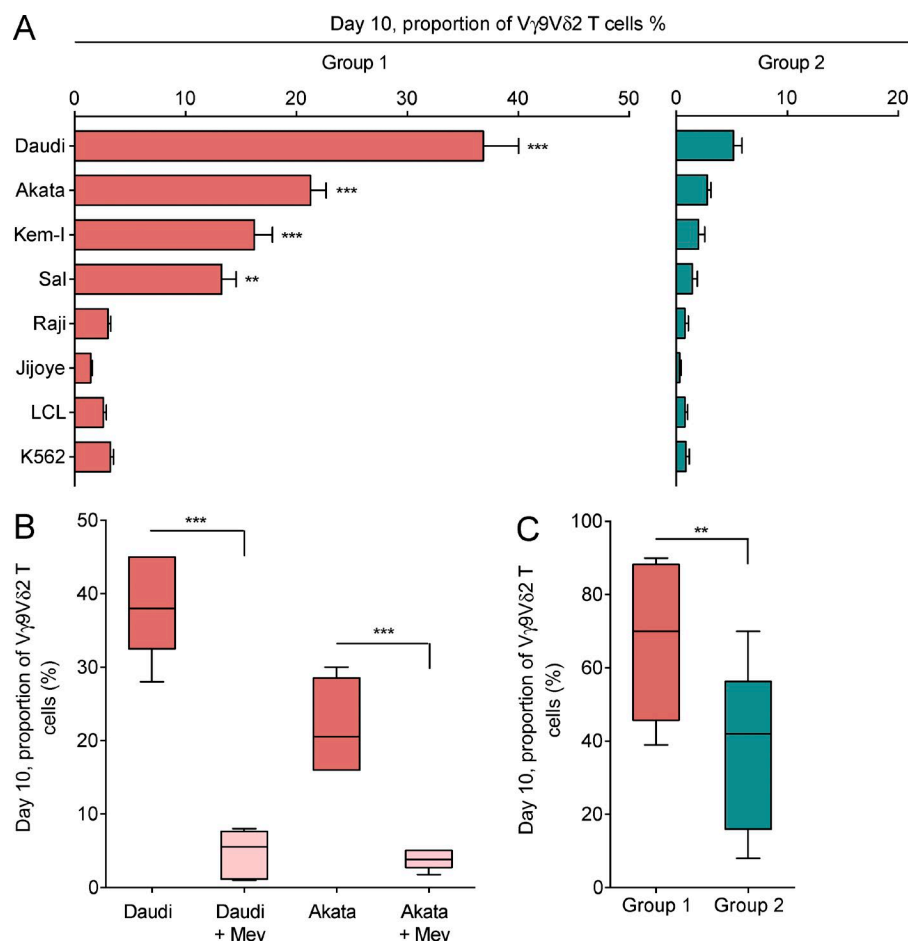 A
Day 10, proportion of Vγ9Vδ2 T cells %
Group 1
Group 2
0 10 20 30 40 50
0 10 20
Daudi
***
Akata
***
Kem-I
***
Sal
**
Raji
Jijoye
LCL
K562
B
Day 10, proportion of Vγ9Vδ2 T
cells (%)
50
40
30
20
10
0
***
***
Daudi
Daudi
+ Mev
Akata
Akata
+ Mev
C
Day 10, proportion of Vγ9Vδ2 T
cells (%)
100
80
60
40
20
0
**
Group 1
Group 2